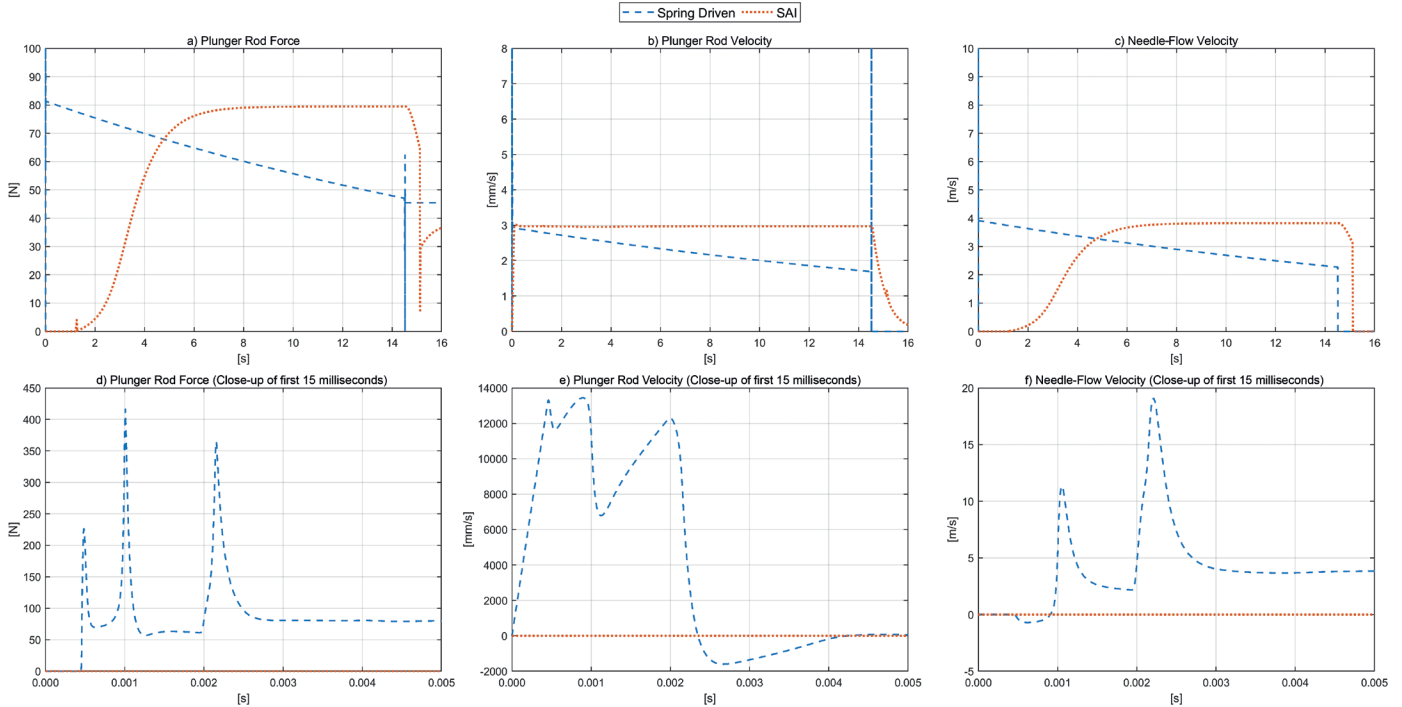 Spring Driven SAI
a) Plunger Rod Force
100
90
80
70
60
50
40
30
20
10
0
[N]
0 2 4 6 8 10 12 14 16
[s]
b) Plunger Rod Velocity
8
7
6
5
4
3
2
1
0
[mm/s]
0 2 4 6 8 10 12 14 16
[s]
c) Needle-Flow Velocity
10
9
8
7
6
5
4
3
2
1
0
[m/s]
0 2 4 6 8 10 12 14 16
[s]
d) Plunger Rod Force (Close-up of first 15 milliseconds)
450
400
350
300
250
200
150
100
50
0
[N]
0.000 0.001 0.002 0.003 0.004 0.005
[s]
e) Plunger Rod Velocity (Close-up of first 15 milliseconds)
14000
12000
10000
8000
6000
4000
2000
0
-2000
[mm/s]
0.000 0.001 0.002 0.003 0.004 0.005
[s]
f) Needle-Flow Velocity (Close-up of first 15 milliseconds)
20
15
10
5
0
-5
[m/s]
0.000 0.001 0.002 0.003 0.004 0.005
[s]